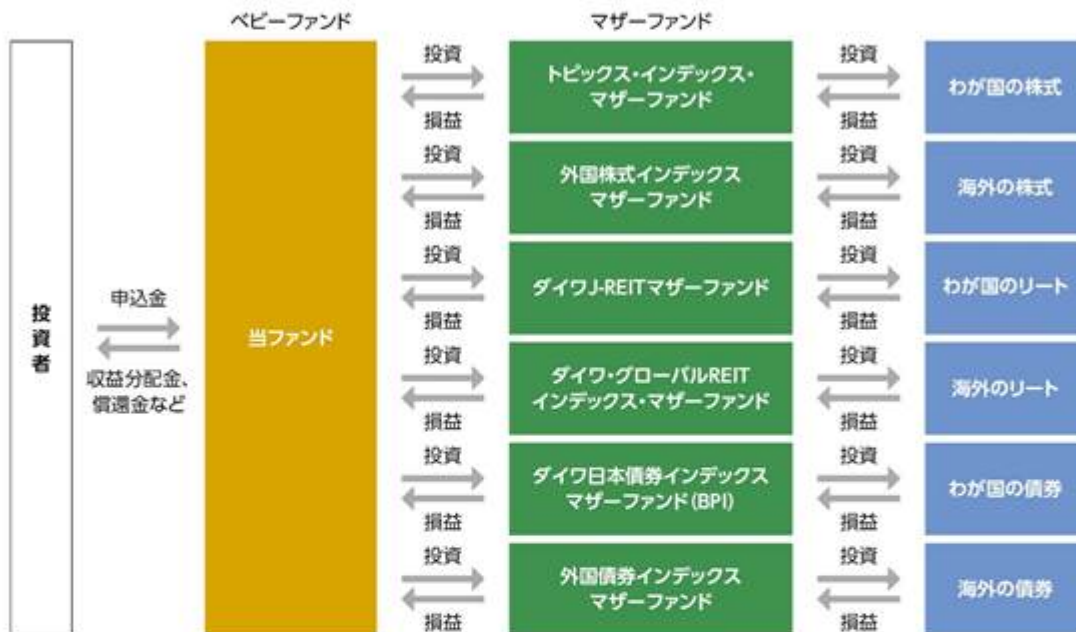 ベビーファンド
マザーファンド
投資者
申込金
収益分配金、
償還金など
当ファンド
投資
損益
トピックス・インデックス・
マザーファンド
投資
損益
わが国の株式
投資
損益
外国株式インデックス
マザーファンド
投資
損益
海外の株式
投資
損益
ダイワJ-REITマザーファンド
投資
損益
わが国のリート
投資
損益
ダイワ・グローバルREIT
インデックス・マザーファンド
投資
損益
海外のリート
投資
損益
ダイワ日本債券インデックス
マザーファンド(BPI)
投資
損益
わが国の債券
投資
損益
外国債券インデックス
マザーファンド
投資
損益
海外の債券